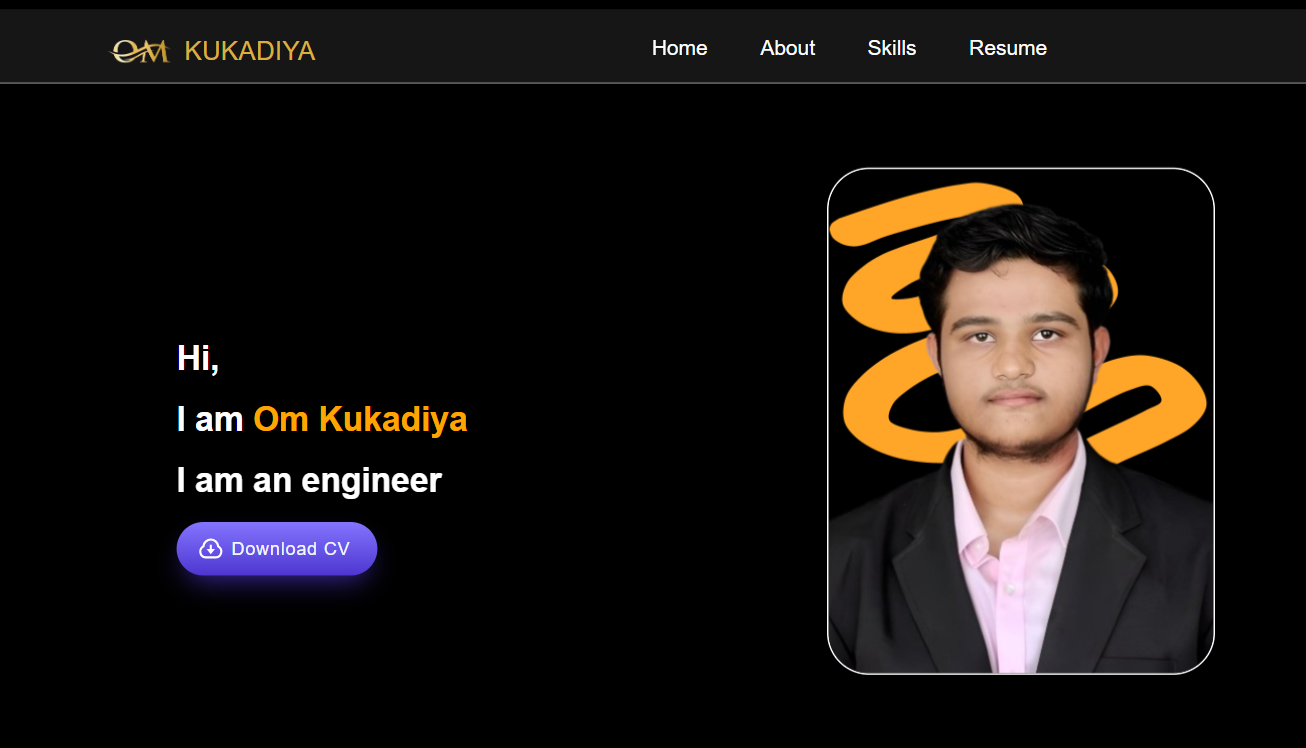 OM KUKADIYA
Home About Skills Resume
Hi,
I am Om Kukadiya
I am an engineer
Download CV